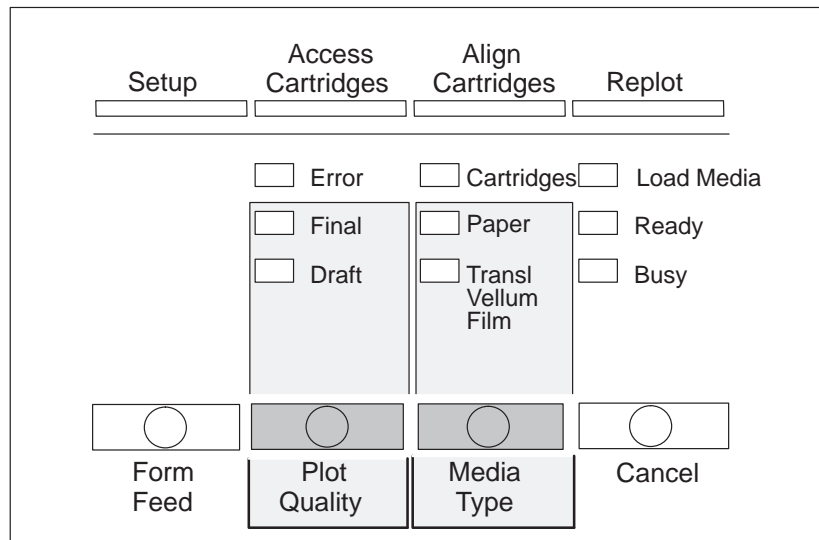 Setup
Access
Cartridges
Align
Cartridges
Replot
Error
Cartridges
Load Media
Final
Paper
Ready
Draft
Transl
Vellum
Film
Busy
Form
Feed
Plot
Quality
Media
Type
Cancel